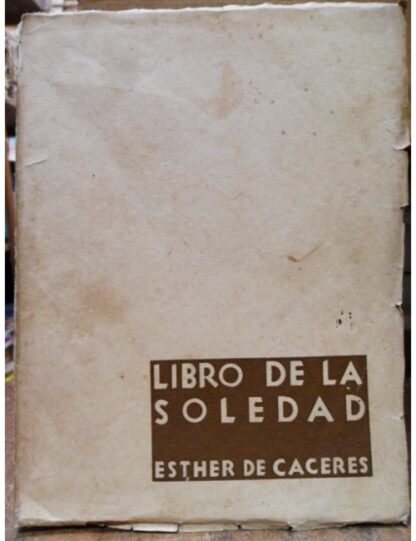 LIBRO DE LA
SOLEDAD
ESTHER DE CACERES